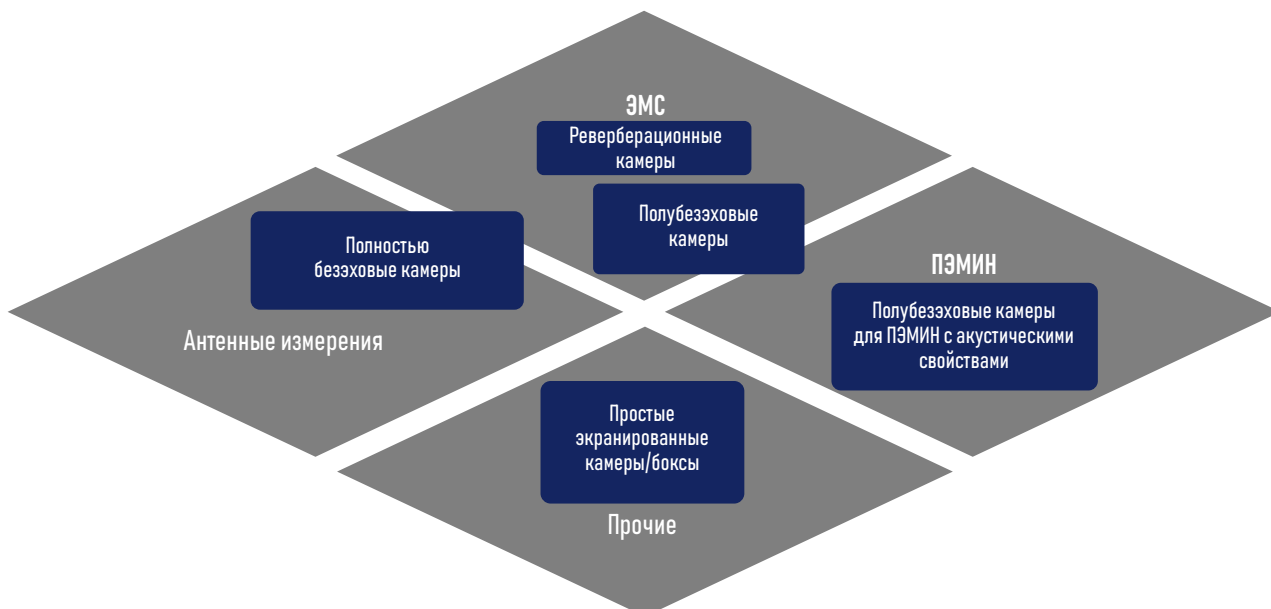 ЭМС
Реверберационные
камеры
Полубезэховые
камеры
Полностью
безэховые камеры
Антенные измерения
ПЭМИН
Полубезэховые камеры
для ПЭМИН с акустическими
свойствами
Простые
экранированные
камеры/боксы
Прочие